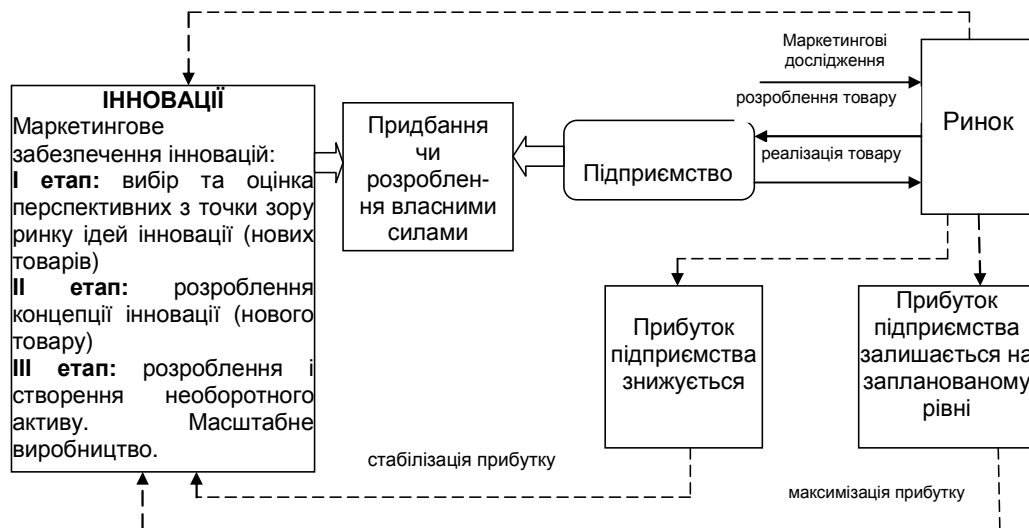 ІННОВАЦІЇ
Маркетингове
забезпечення інновацій:
І етап: вибір та оцінка
перспективних з точки зору
ринку ідей інновації (нових
товарів)
ІІ етап: розроблення
концепції інновації (нового
товару)
ІІІ етап: розроблення і
створення необоротного
активу. Масштабне
виробництво.
Придбання
чи
розроблен-
ня власними
силами
Підприємство
Маркетингові
дослідження
розроблення товару
реалізація товару
Ринок
Прибуток
підприємства
знижується
Прибуток
підприємства
залишається на
запланованому
рівні
стабілізація прибутку
максимізація прибутку